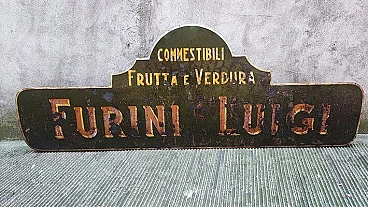 COMMESTIBILI
FRUTTA E VERDURA
FURINI LUIGI